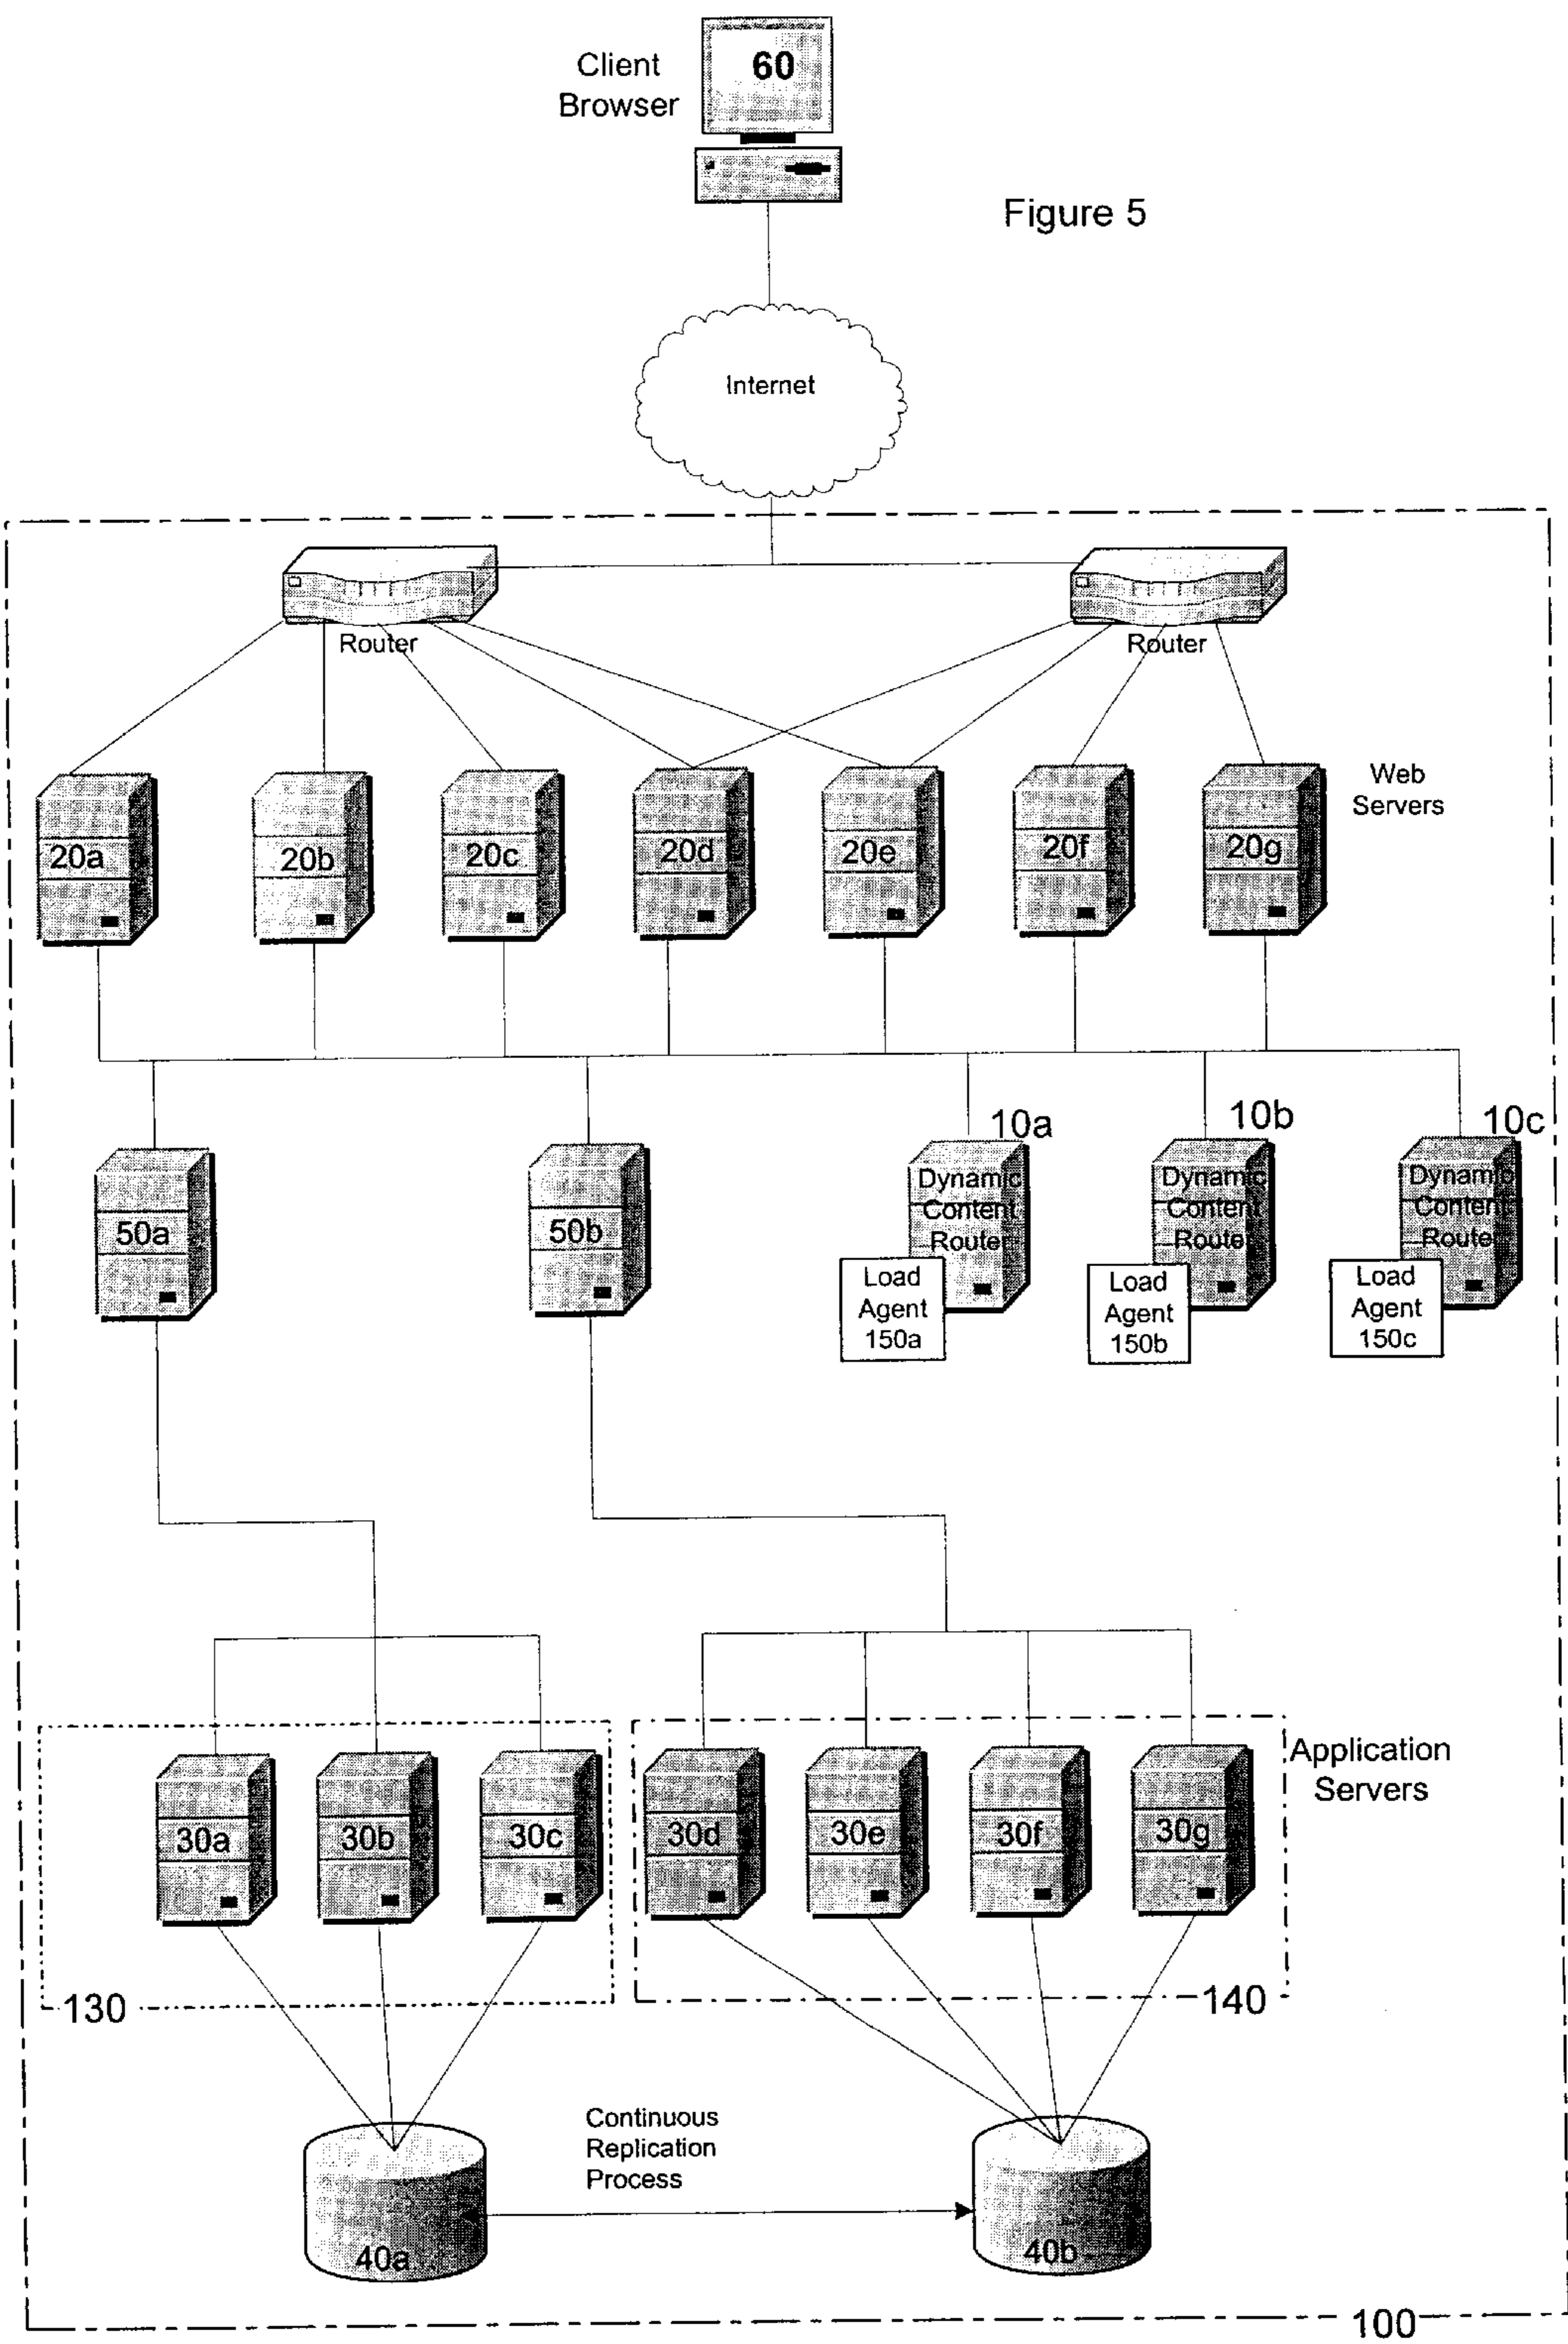 Client
Browser
60
Figure 5
Internet
Router
Router
Web
Servers
20a
20b
20c
20d
20e
20f
20g
10a
10b
10c
50a
50b
Dynamic
Content
Router
Load
Agent
150a
Dynamic
Content
Router
Load
Agent
150b
Dynamic
Content
Router
Load
Agent
150c
Application
Servers
30a
30b
30c
30d
30e
30f
30g
130
140
Continuous
Replication
Process
40a
40b
100